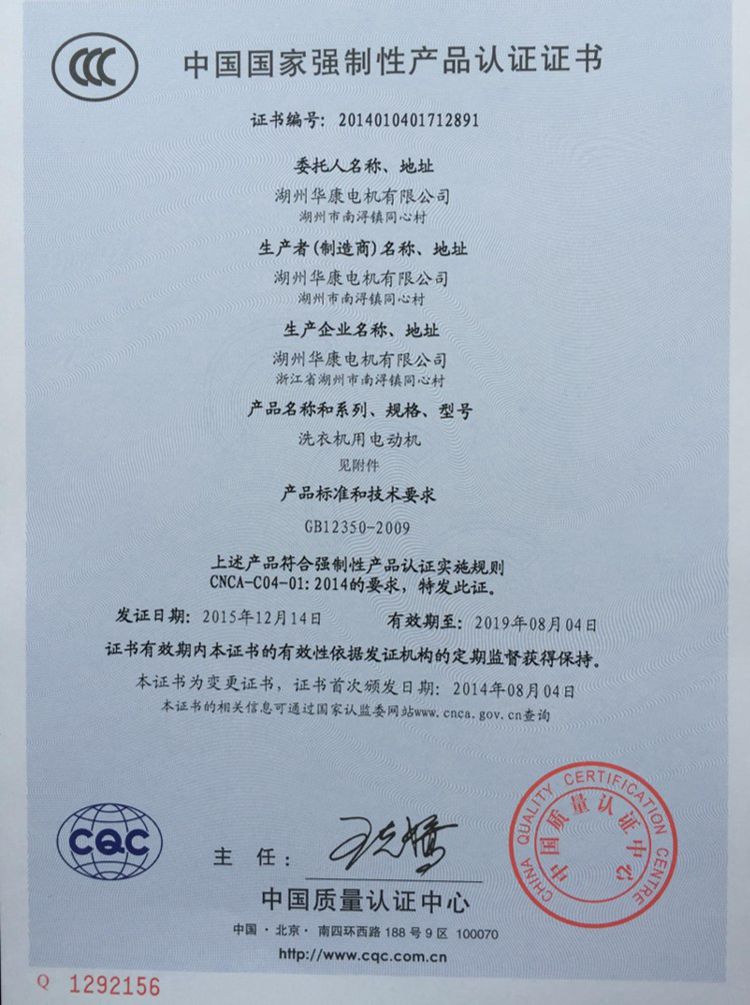 CCC
中国国家强制性产品认证证书
证书编号: 2014010401712891
委托人名称、地址
湖州华康电机有限公司
湖州市南浔镇同心村
生产者(制造商)名称、地址
湖州华康电机有限公司
湖州市南浔镇同心村
生产企业名称、地址
湖州华康电机有限公司
浙江省湖州市南浔镇同心村
产品名称和系列、规格、型号
洗衣机用电动机
见附件
产品标准和技术要求
GB12350-2009
上述产品符合强制性产品认证实施规则
CNCA-C04-01:2014的要求, 特发此证。
发证日期: 2015年12月14日 有效期至: 2019年08月04日
证书有效期内本证书的有效性依据发证机构的定期监督获得保持。
本证书为变更证书, 证书首次颁发日期: 2014年08月04日
本证书的相关信息可通过国家认监委网站www.cnca.gov.cn查询
CQC
主 任:
CHINA QUALITY CERTIFICATION CENTRE
中国质量认证中心
中国质量认证中心
中国·北京·南四环西路188号9区 100070
http://www.cqc.com.cn
Q 1292156